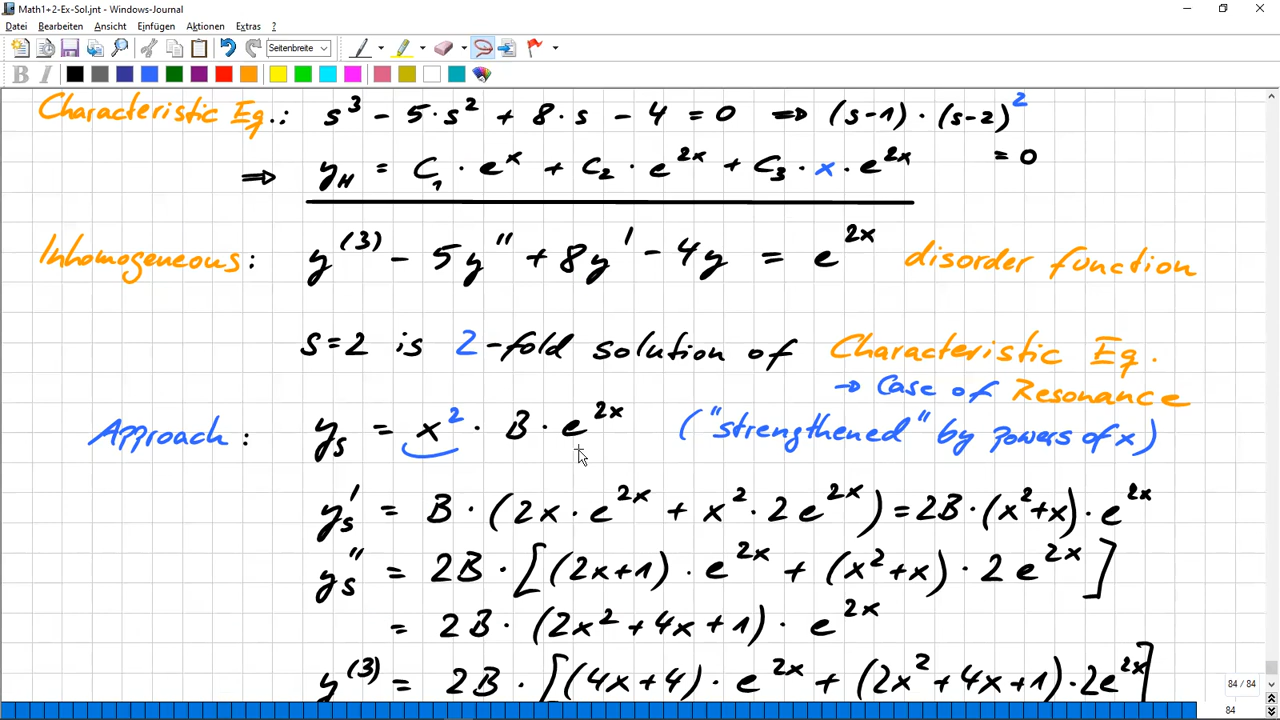 Math1+2-Ex-Sol.jnt - Windows-Journal
Datei Bearbeiten Ansicht Einfügen Aktionen Extras ?
Seitenbreite
B I
Characteristic Eq.: s³ - 5·s² + 8·s - 4 = 0 ⇒ (s-1)·(s-2)²
= 0
⇒ y_H = C₁·e^x + C₂·e^{2x} + C₃·x·e^{2x}
Inhomogeneous: y^{(3)} - 5y'' + 8y' - 4y = e^{2x} disorder function
s=2 is 2-fold solution of Characteristic Eq.
→ Case of Resonance
Approach: y_s = x²·B·e^{2x} ("strengthened" by powers of x)
y_s' = B·(2x·e^{2x} + x²·2e^{2x}) = 2B·(x²+x)·e^{2x}
y_s'' = 2B·[(2x+1)·e^{2x} + (x²+x)·2e^{2x}]
= 2B·(2x²+4x+1)·e^{2x}
y^{(3)} = 2B·[(4x+4)·e^{2x} + (2x²+4x+1)·2e^{2x}]
84 / 84
84